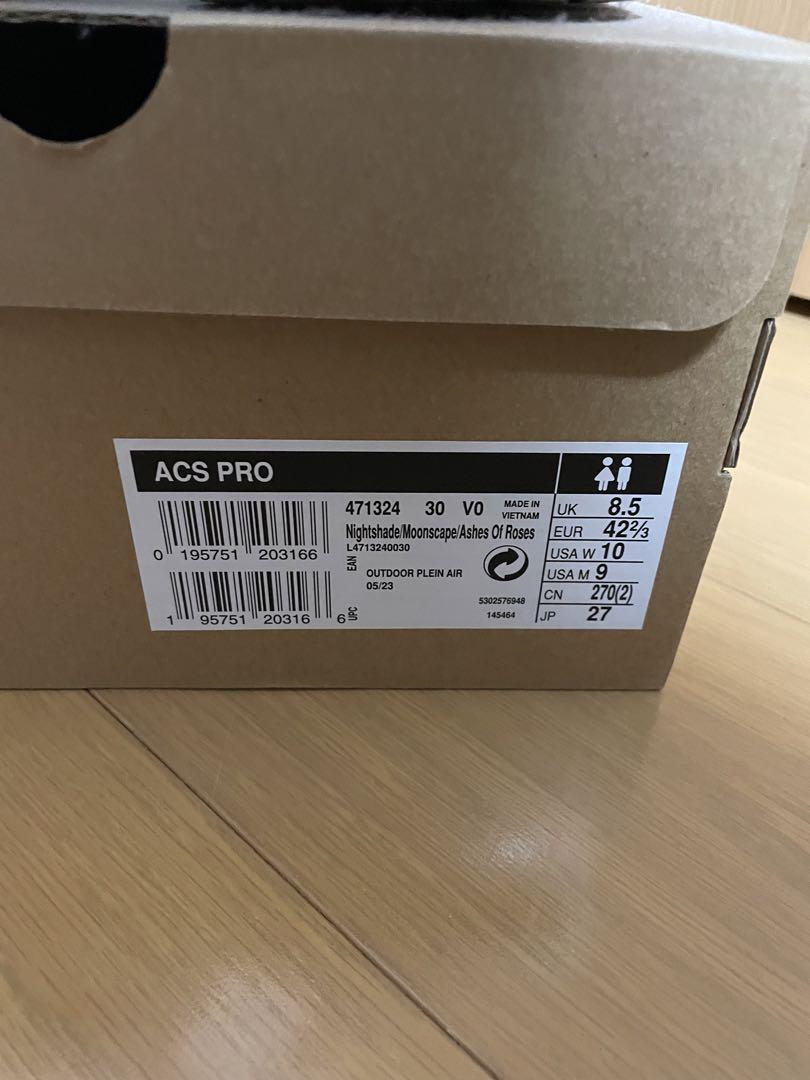 ACS PRO
471324 30 V0 MADE IN VIETNAM
Nightshade/Moonscape/Ashes Of Roses
L4713240030
0 195751 203166
EAN
OUTDOOR PLEIN AIR
05/23
5302576948
145464
1 95751 20316 6
UPC
UK 8.5
EUR 42⅔
USA W 10
USA M 9
CN 270(2)
JP 27